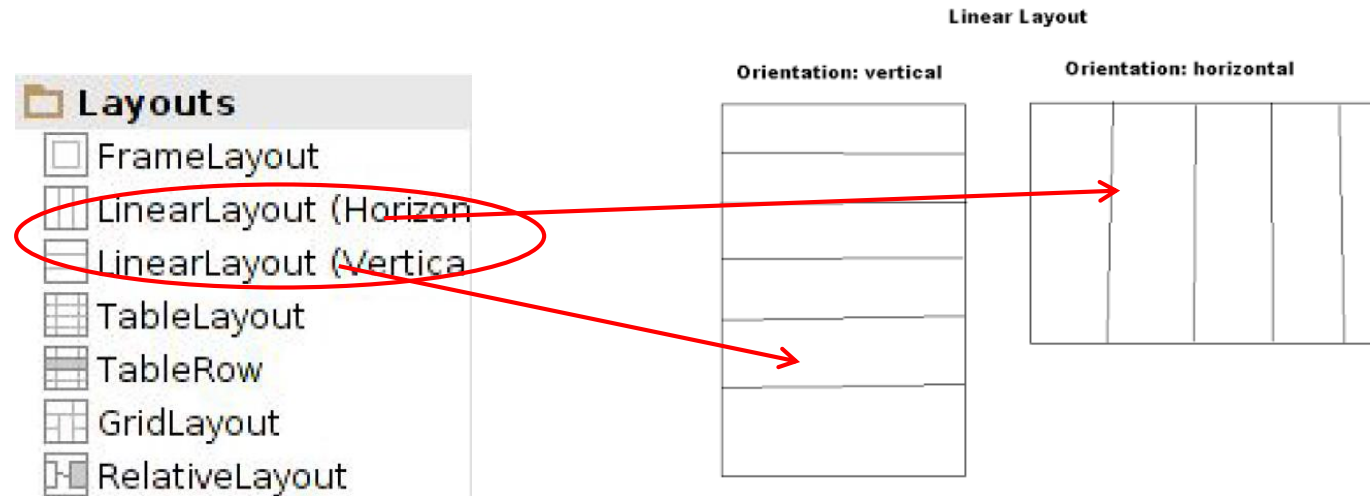 Linear Layout
Orientation: vertical
Orientation: horizontal
Layouts
FrameLayout
LinearLayout (Horizon
LinearLayout (Vertica
TableLayout
TableRow
GridLayout
RelativeLayout